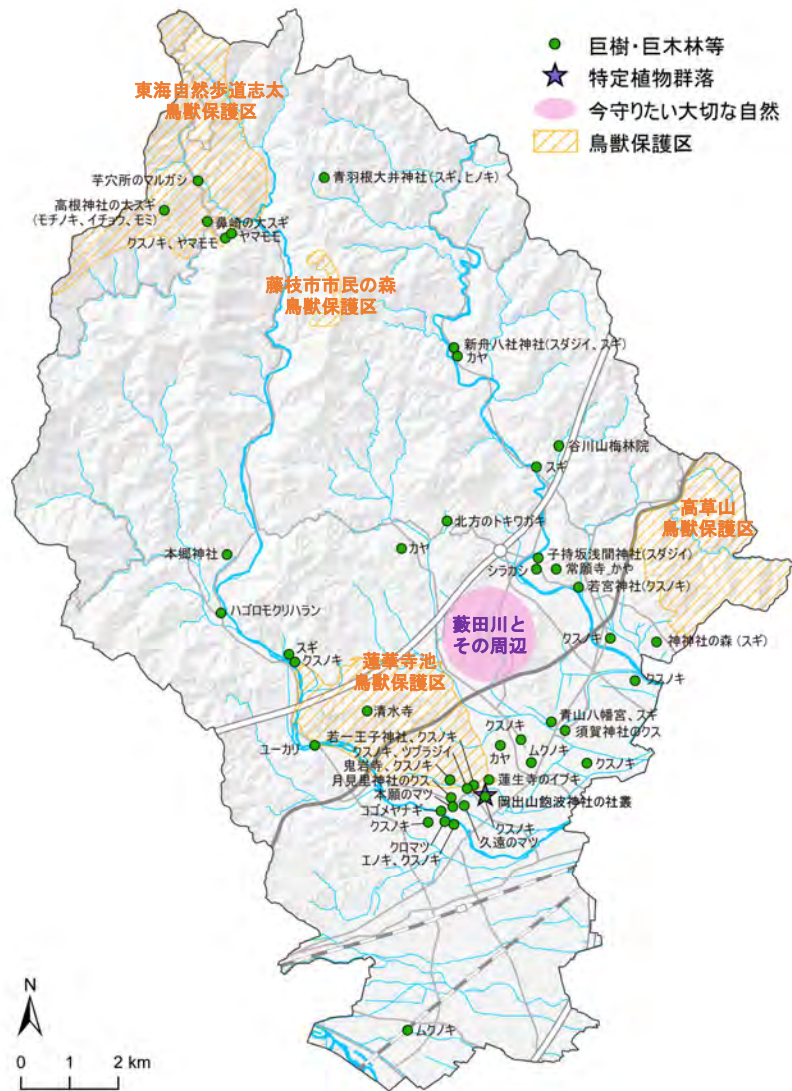 巨樹・巨木林等
特定植物群落
今守りたい大切な自然
鳥獣保護区
東海自然歩道志太
鳥獣保護区
芋穴所のマルガシ
青羽根大井神社(スギ、ヒノキ)
高根神社の大スギ
(モチノキ、イチョウ、モミ)
鼻崎の大スギ
ヤマモモ
クスノキ、ヤマモモ
藤枝市市民の森
鳥獣保護区
新舟八社神社(スダジイ、スギ)
カヤ
谷川山梅林院
スギ
高草山
鳥獣保護区
北方のトキワガキ
カヤ
本郷神社
子持坂浅間神社(スダジイ)
シラカシ
常願寺_かや
若宮神社(クスノキ)
ハゴロモクリハラン
藪田川と
その周辺
クスノキ
神神社の森(スギ)
スギ
クスノキ
蓮華寺池
鳥獣保護区
クスノキ
清水寺
青山八幡宮、スギ
須賀神社のクス
クスノキ
若一王子神社、クスノキ
ユーカリ
クスノキ、ツブラジイ
カヤ
ムクノキ
クスノキ
鬼岩寺、クスノキ
月見里神社のクス
蓮生寺のイブキ
本願のマツ
岡出山飽波神社の社叢
コゴメヤナギ
クスノキ
クスノキ
久遠のマツ
クロマツ
エノキ、クスノキ
ムクノキ
N
0 1 2 km